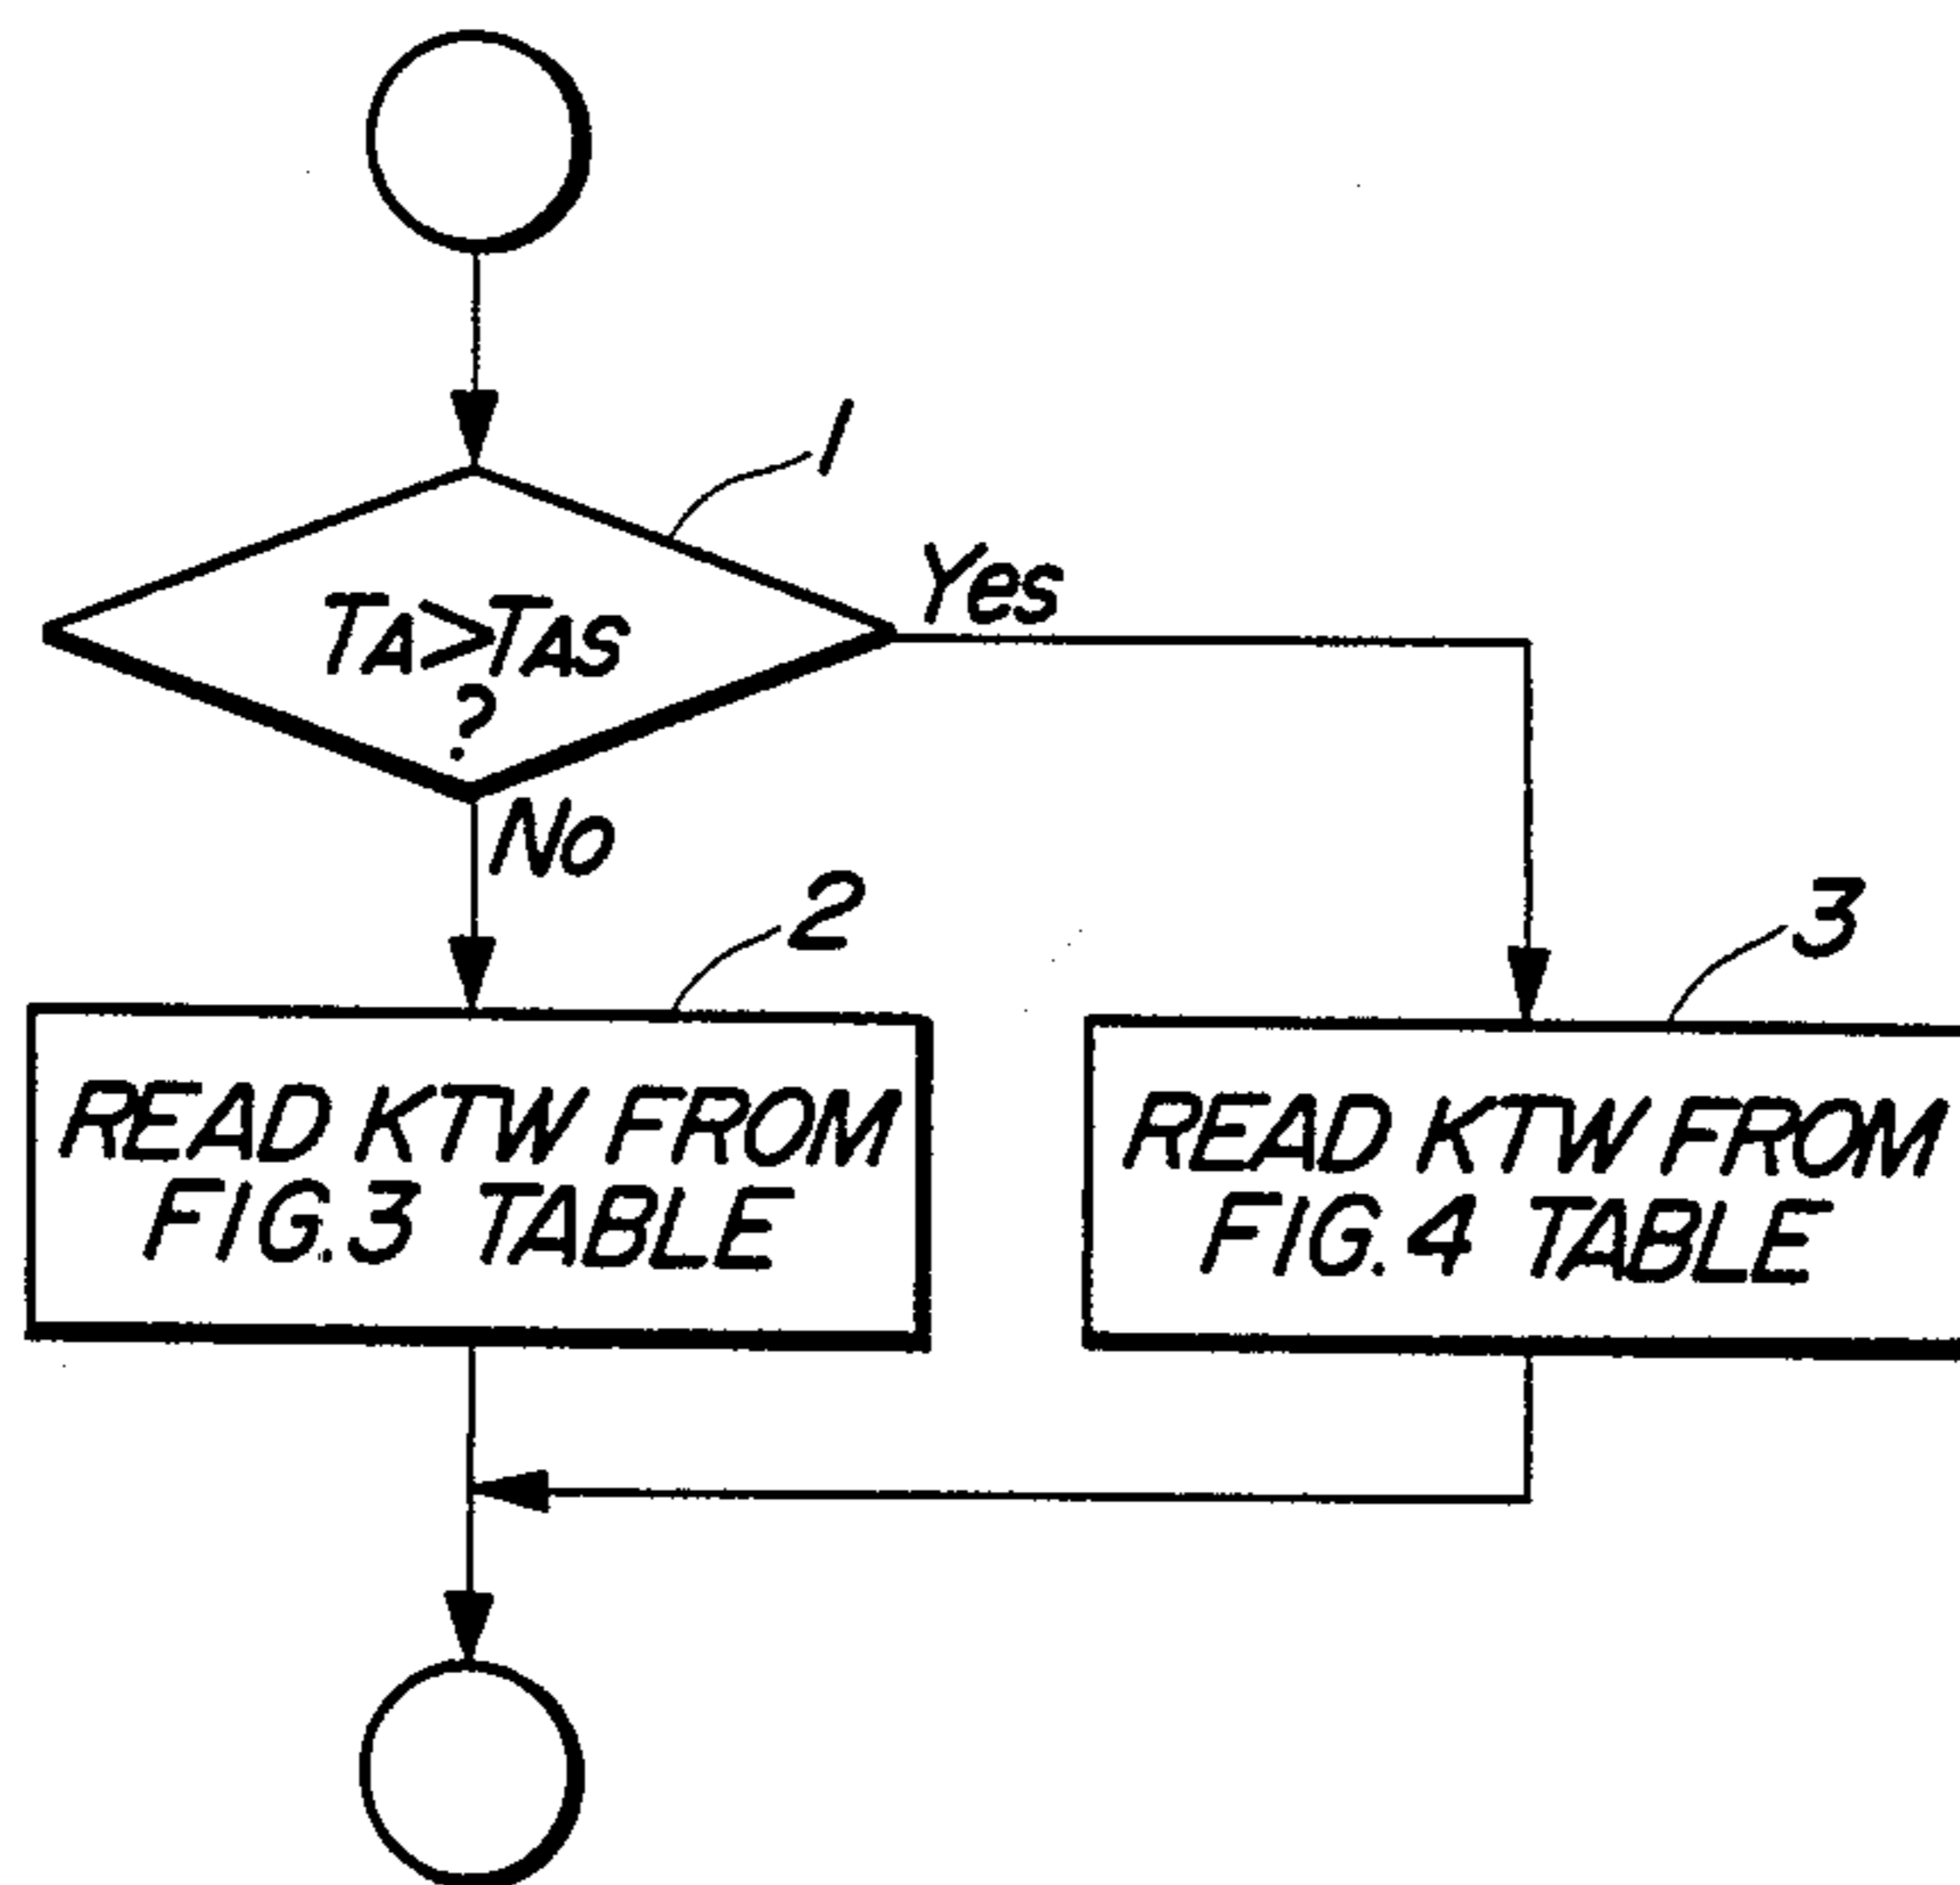 1
TA>TAS
?
Yes
No
2
3
READ KTW FROM
FIG.3 TABLE
READ KTW FROM
FIG.4 TABLE